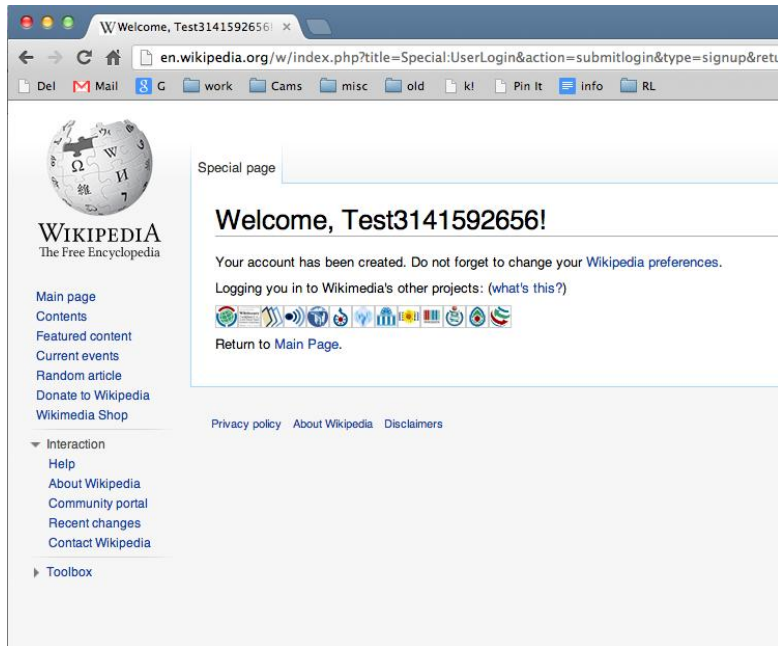 Welcome, Test3141592656!
en.wikipedia.org/w/index.php?title=Special:UserLogin&action=submitlogin&type=signup&retu
Del Mail G work Cams misc old k! Pin It info RL
WIKIPEDIA
The Free Encyclopedia
Main page
Contents
Featured content
Current events
Random article
Donate to Wikipedia
Wikimedia Shop
Interaction
Help
About Wikipedia
Community portal
Recent changes
Contact Wikipedia
Toolbox
Special page
Welcome, Test3141592656!
Your account has been created. Do not forget to change your Wikipedia preferences.
Logging you in to Wikimedia's other projects: (what's this?)
Return to Main Page.
Privacy policy About Wikipedia Disclaimers